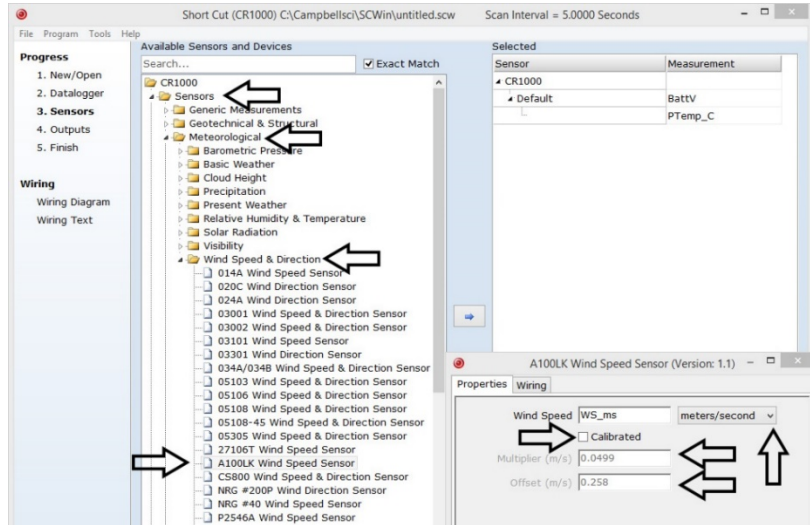 Short Cut (CR1000) C:\Campbellsci\SCWin\untitled.scw Scan Interval = 5.0000 Seconds
File Program Tools Help
Progress
1. New/Open
2. Datalogger
3. Sensors
4. Outputs
5. Finish
Wiring
Wiring Diagram
Wiring Text
Available Sensors and Devices
Search...
Exact Match
CR1000
Sensors
Generic Measurements
Geotechnical & Structural
Meteorological
Barometric Pressure
Basic Weather
Cloud Height
Precipitation
Present Weather
Relative Humidity & Temperature
Solar Radiation
Visibility
Wind Speed & Direction
014A Wind Speed Sensor
020C Wind Direction Sensor
024A Wind Direction Sensor
03001 Wind Speed & Direction Sensor
03002 Wind Speed & Direction Sensor
03101 Wind Speed Sensor
03301 Wind Direction Sensor
034A/034B Wind Speed & Direction Sensor
05103 Wind Speed & Direction Sensor
05106 Wind Speed & Direction Sensor
05108 Wind Speed & Direction Sensor
05108-45 Wind Speed & Direction Sensor
05305 Wind Speed & Direction Sensor
27106T Wind Speed Sensor
A100LK Wind Speed Sensor
CS800 Wind Speed & Direction Sensor
NRG #200P Wind Direction Sensor
NRG #40 Wind Speed Sensor
P2546A Wind Speed Sensor
Selected
Sensor Measurement
CR1000
Default BattV
PTemp_C
A100LK Wind Speed Sensor (Version: 1.1)
Properties Wiring
Wind Speed WS_ms meters/second
Calibrated
Multiplier (m/s) 0.0499
Offset (m/s) 0.258